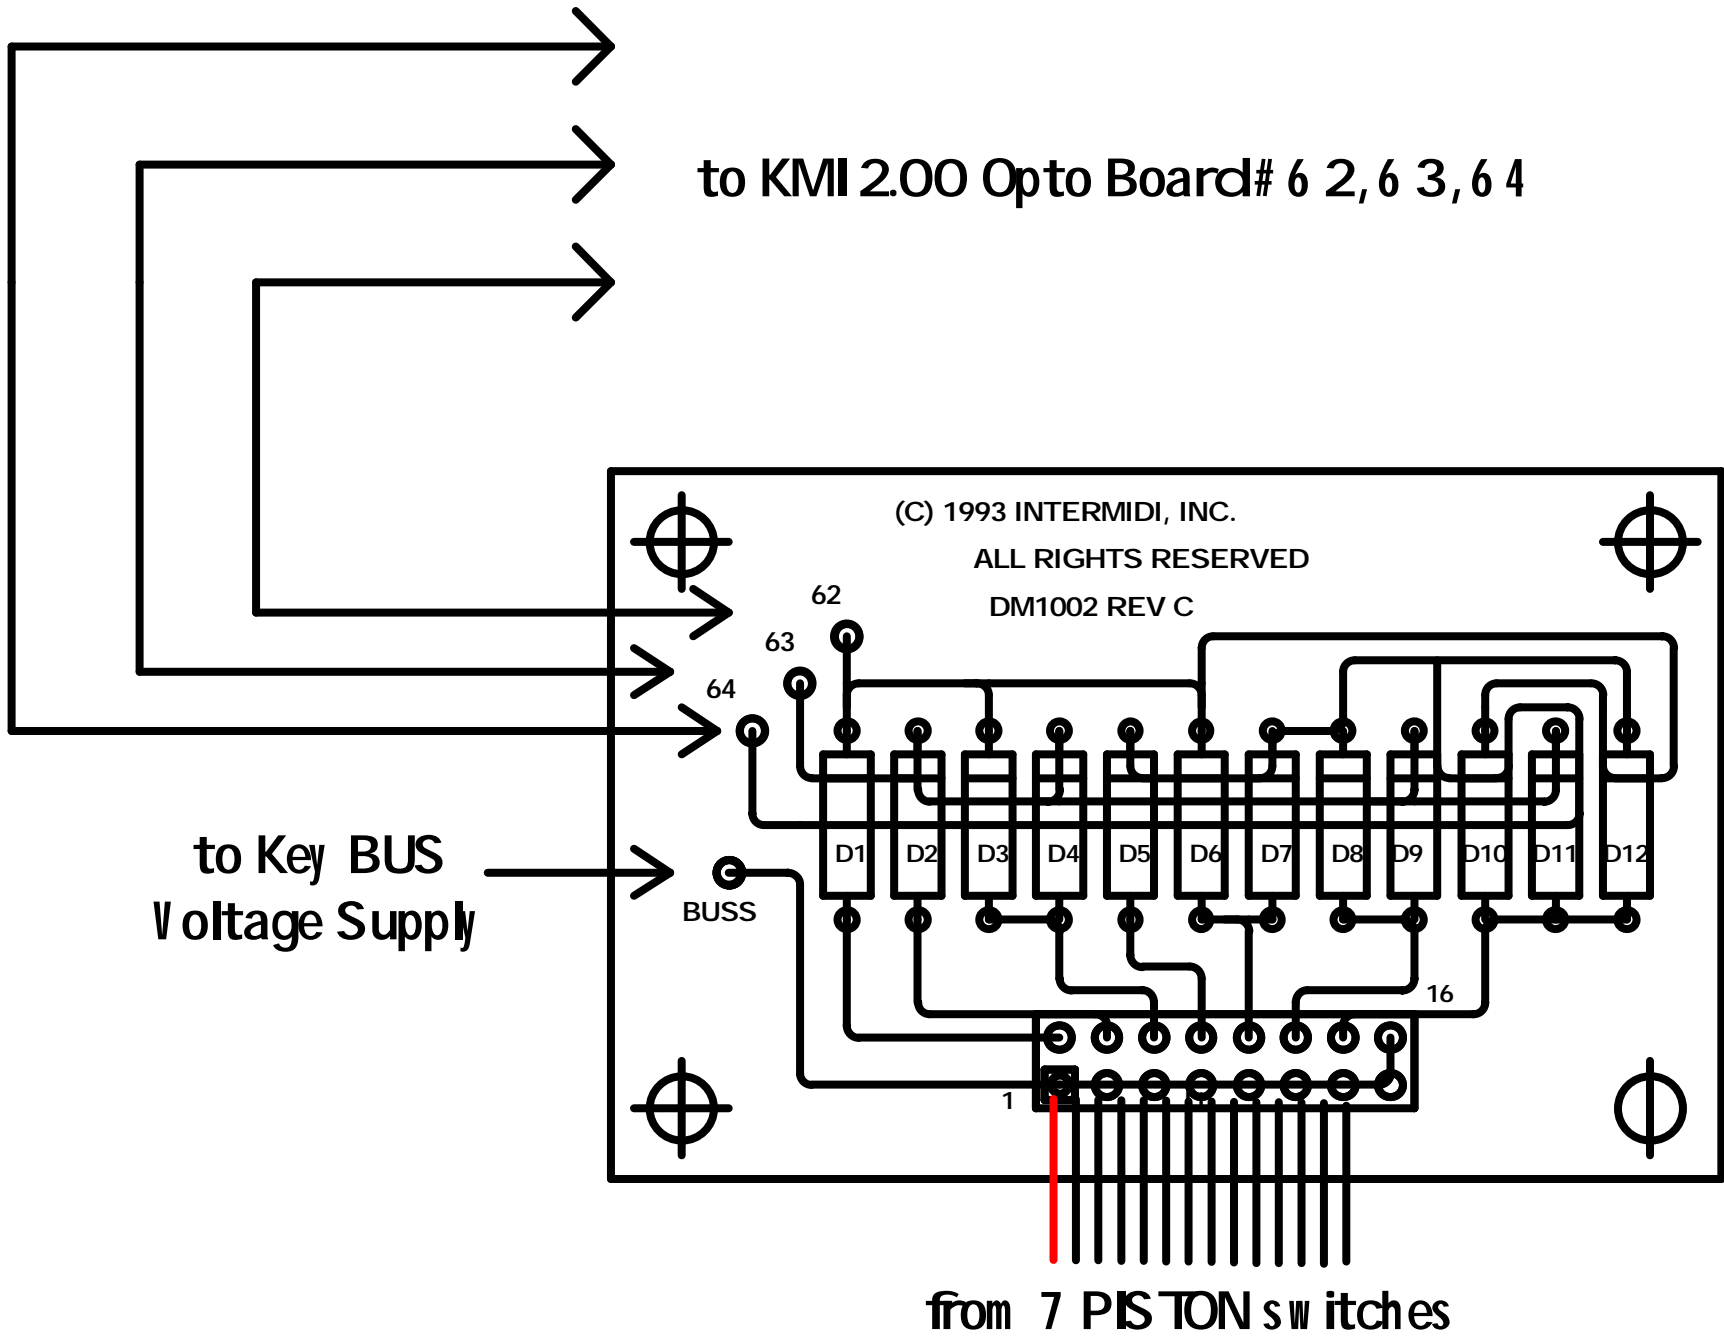 to KMI 2.00 Opto Board# 62,63,64
(C) 1993 INTERMIDI, INC.
ALL RIGHTS RESERVED
DM1002 REV C
62
63
64
D1 D2 D3 D4 D5 D6 D7 D8 D9 D10 D11 D12
to Key BUS
Voltage Supply
BUSS
16
1
from 7 PISTON switches